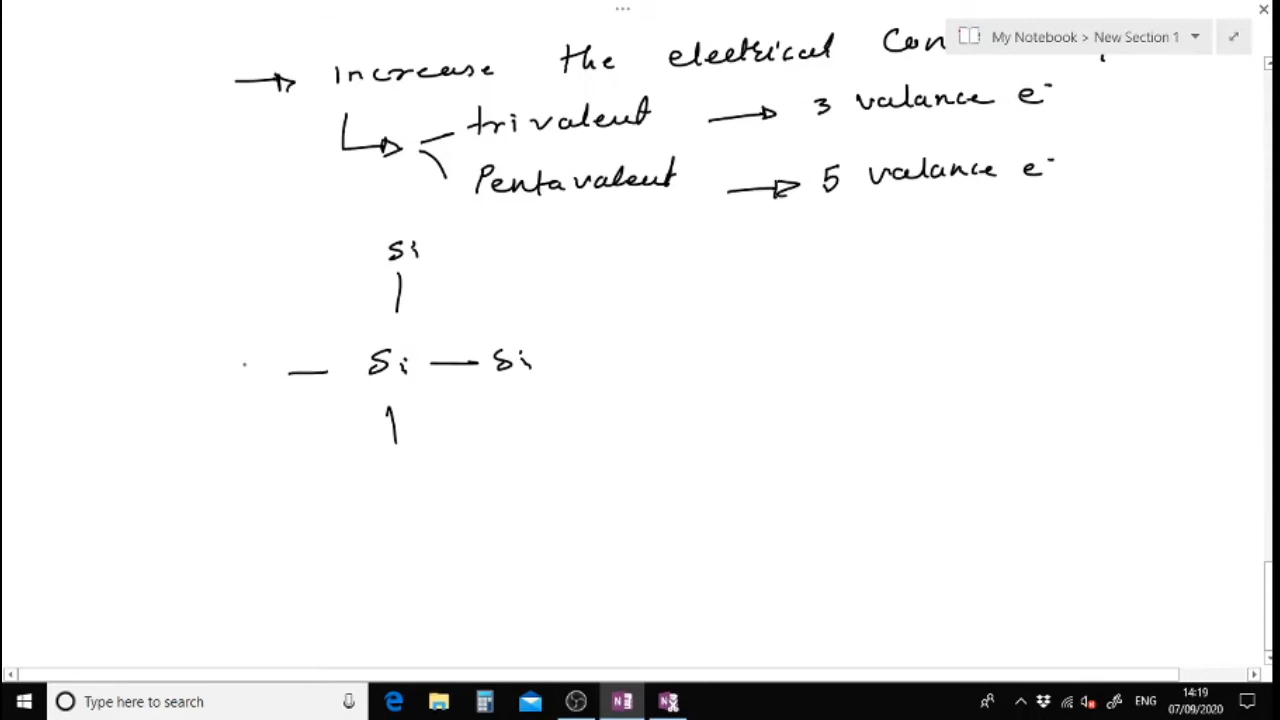 My Notebook > New Section 1
increase the electrical Con
trivalent 3 valance e-
Pentavalent 5 valance e-
Si
Si — Si
Type here to search
ENG
14:19
07/09/2020